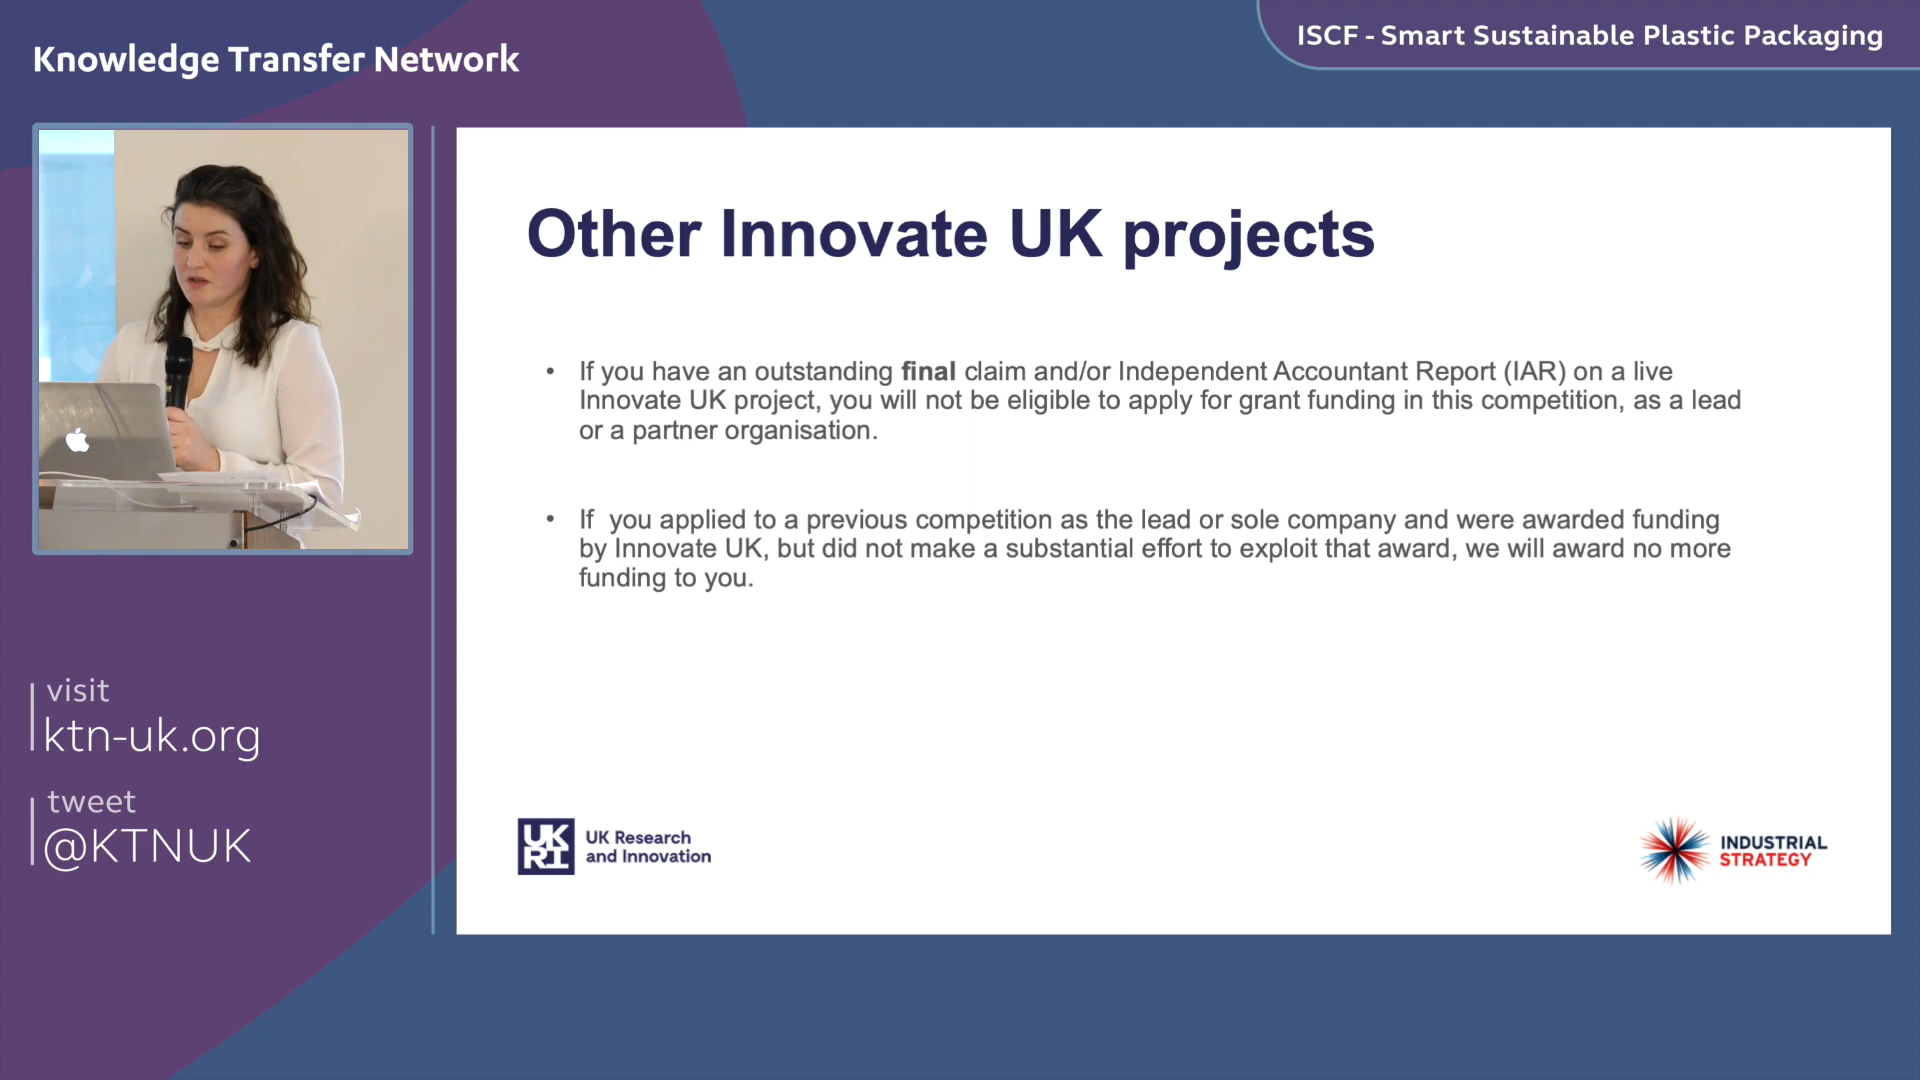 Knowledge Transfer Network
ISCF - Smart Sustainable Plastic Packaging
Other Innovate UK projects
• If you have an outstanding final claim and/or Independent Accountant Report (IAR) on a live
Innovate UK project, you will not be eligible to apply for grant funding in this competition, as a lead
or a partner organisation.
• If  you applied to a previous competition as the lead or sole company and were awarded funding
by Innovate UK, but did not make a substantial effort to exploit that award, we will award no more
funding to you.
visit
ktn-uk.org
tweet
@KTNUK
UK
RI
UK Research
and Innovation
INDUSTRIAL
STRATEGY